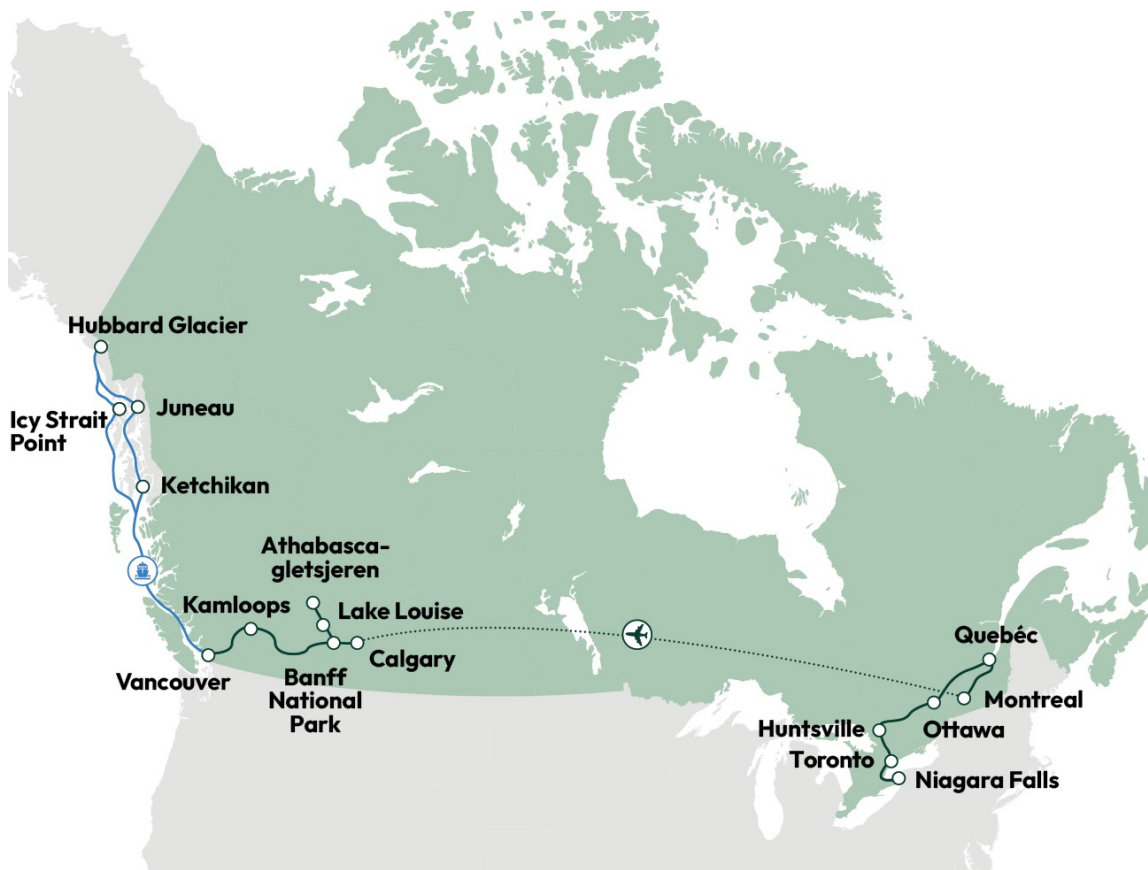 Hubbard Glacier
Icy Strait
Point
Juneau
Ketchikan
Athabasca-
gletsjeren
Kamloops
Lake Louise
Vancouver
Banff
National
Park
Calgary
Quebéc
Montreal
Ottawa
Huntsville
Toronto
Niagara Falls